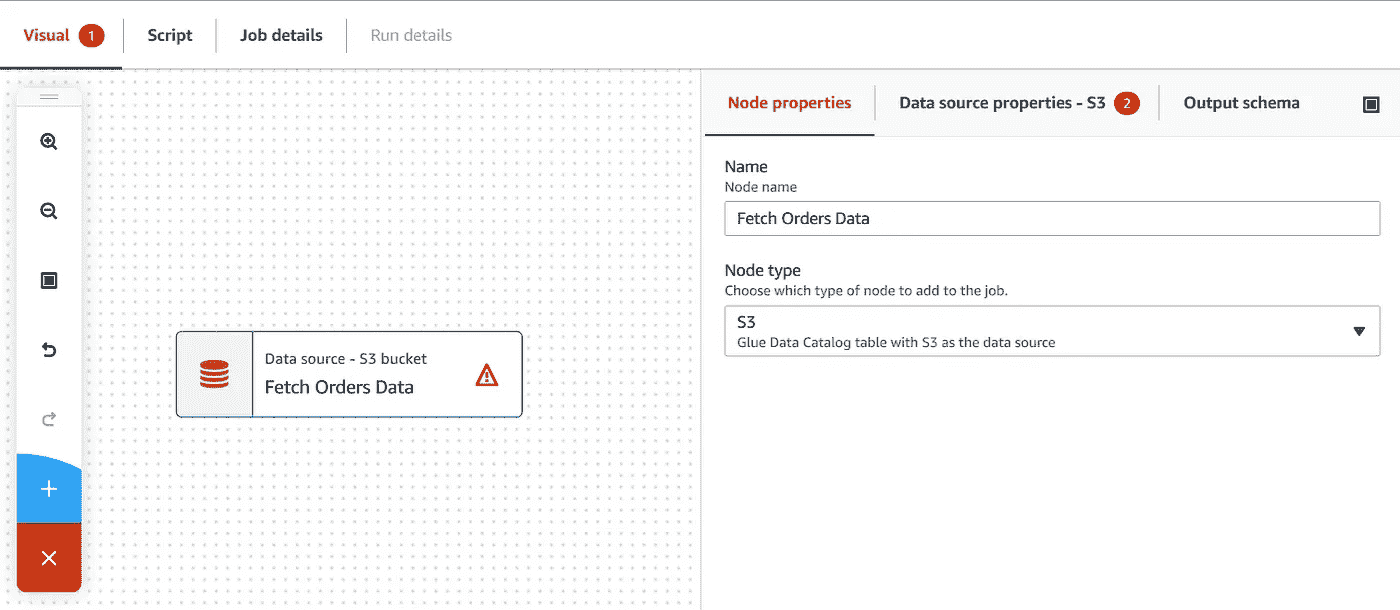 Visual 1
Script
Job details
Run details
Node properties
Data source properties - S3 2
Output schema
Name
Node name
Fetch Orders Data
Node type
Choose which type of node to add to the job.
S3
Glue Data Catalog table with S3 as the data source
Data source - S3 bucket
Fetch Orders Data